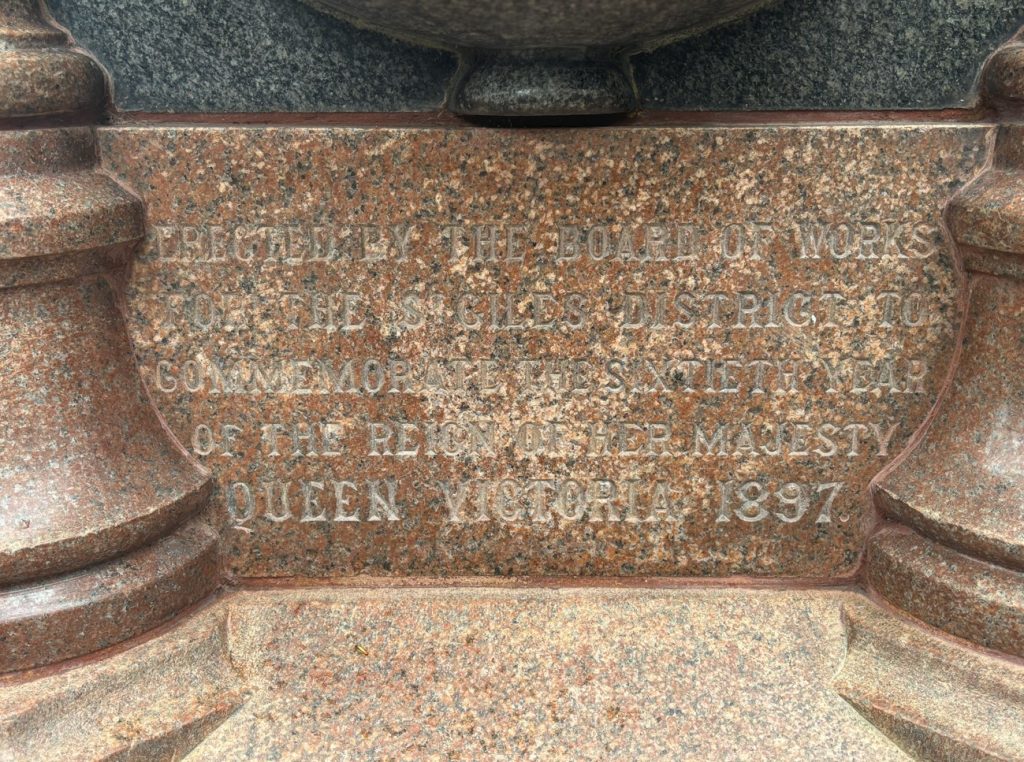 ERECTED BY THE BOARD OF WORKS
FOR THE ST GILES DISTRICT TO
COMMEMORATE THE SIXTIETH YEAR
OF THE REIGN OF HER MAJESTY
QUEEN VICTORIA 1897.